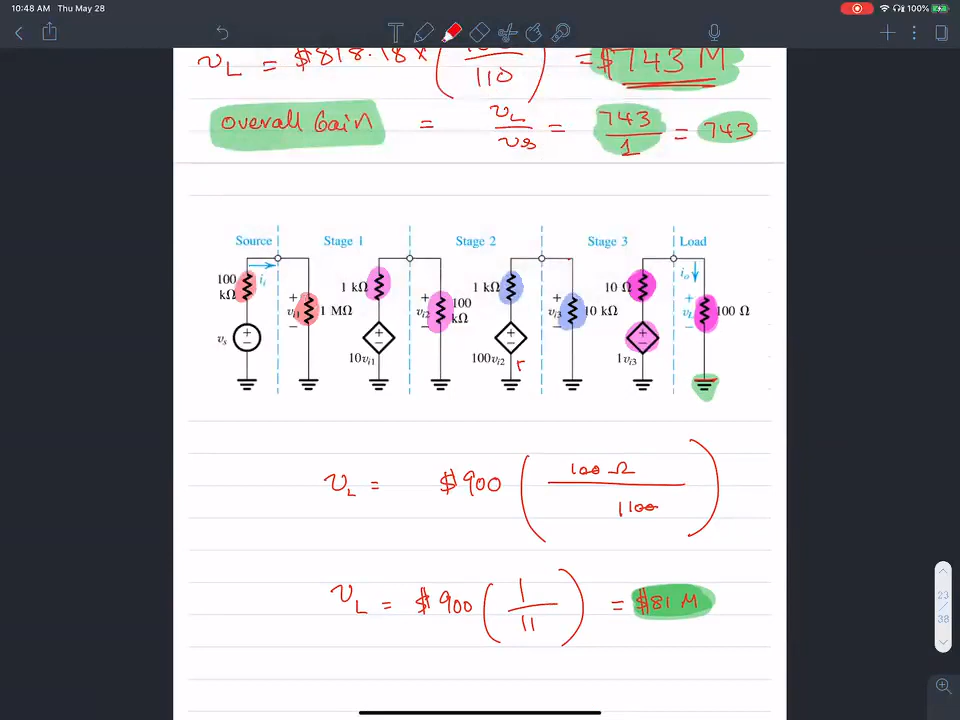 10:48 AM Thu May 28
100%
v_L = $818.18 x ( / 110 ) = $743 M
overall Gain = v_L / v_s = 743 / 1 = 743
Source Stage 1 Stage 2 Stage 3 Load
100 kΩ i_i 1 kΩ 1 kΩ 10 Ω i_o
+ v_i1 − 1 MΩ + v_i2 − 100 kΩ + v_i3 − 10 kΩ + v_L − 100 Ω
v_s 10v_i1 100v_i2 r 1v_i3
v_L = $900 ( 100 Ω / 1100 )
v_L = $900 ( 1 / 11 ) = $81 M
23 / 38